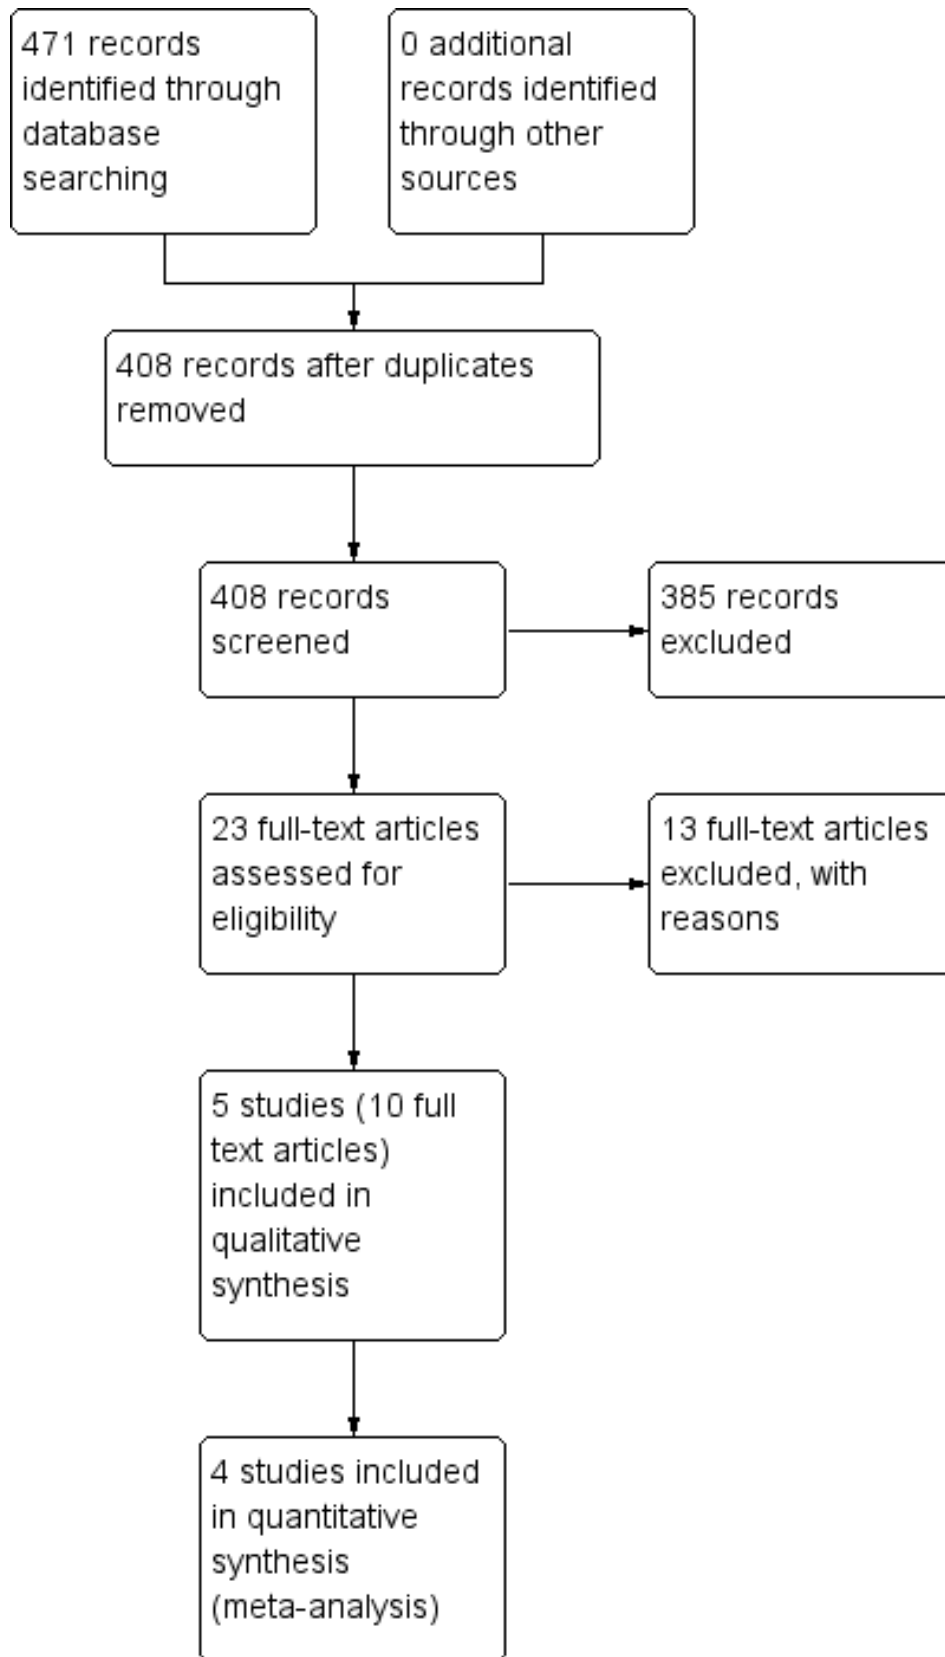 471 records
identified through
database
searching
0 additional
records identified
through other
sources
408 records after duplicates
removed
408 records
screened
385 records
excluded
23 full-text articles
assessed for
eligibility
13 full-text articles
excluded, with
reasons
5 studies (10 full
text articles)
included in
qualitative
synthesis
4 studies included
in quantitative
synthesis
(meta-analysis)